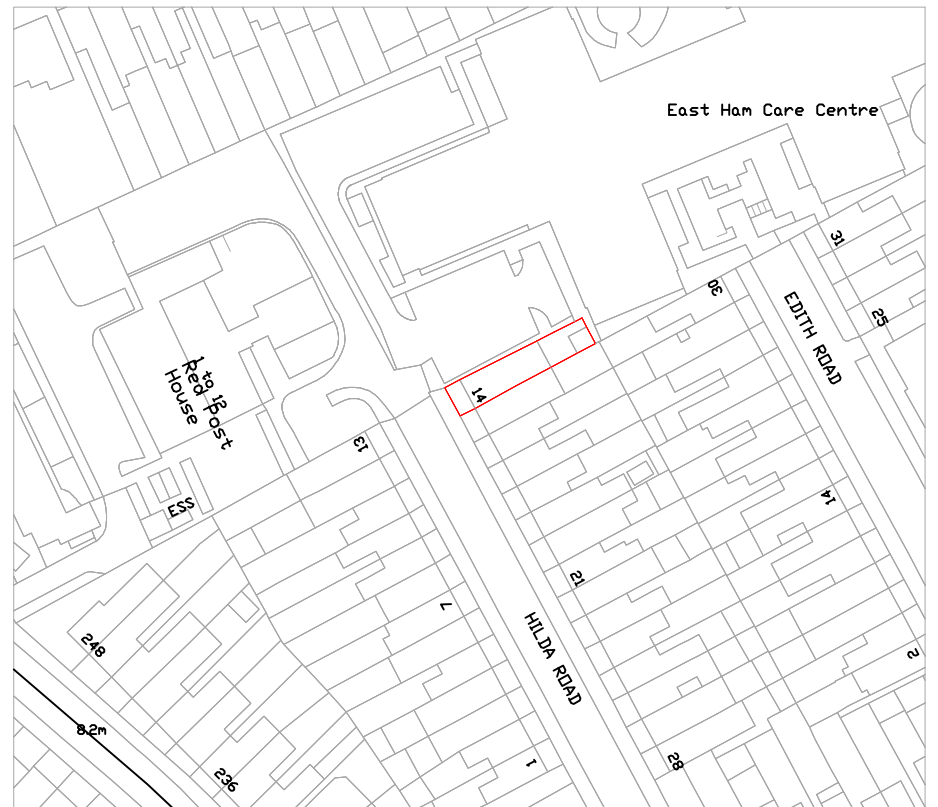 East Ham Care Centre
31
30
EDITH ROAD
25
1 to 12
Red Post
House
14
13
14
ESS
21
7
HILDA ROAD
248
2
8.2m
28
1
236